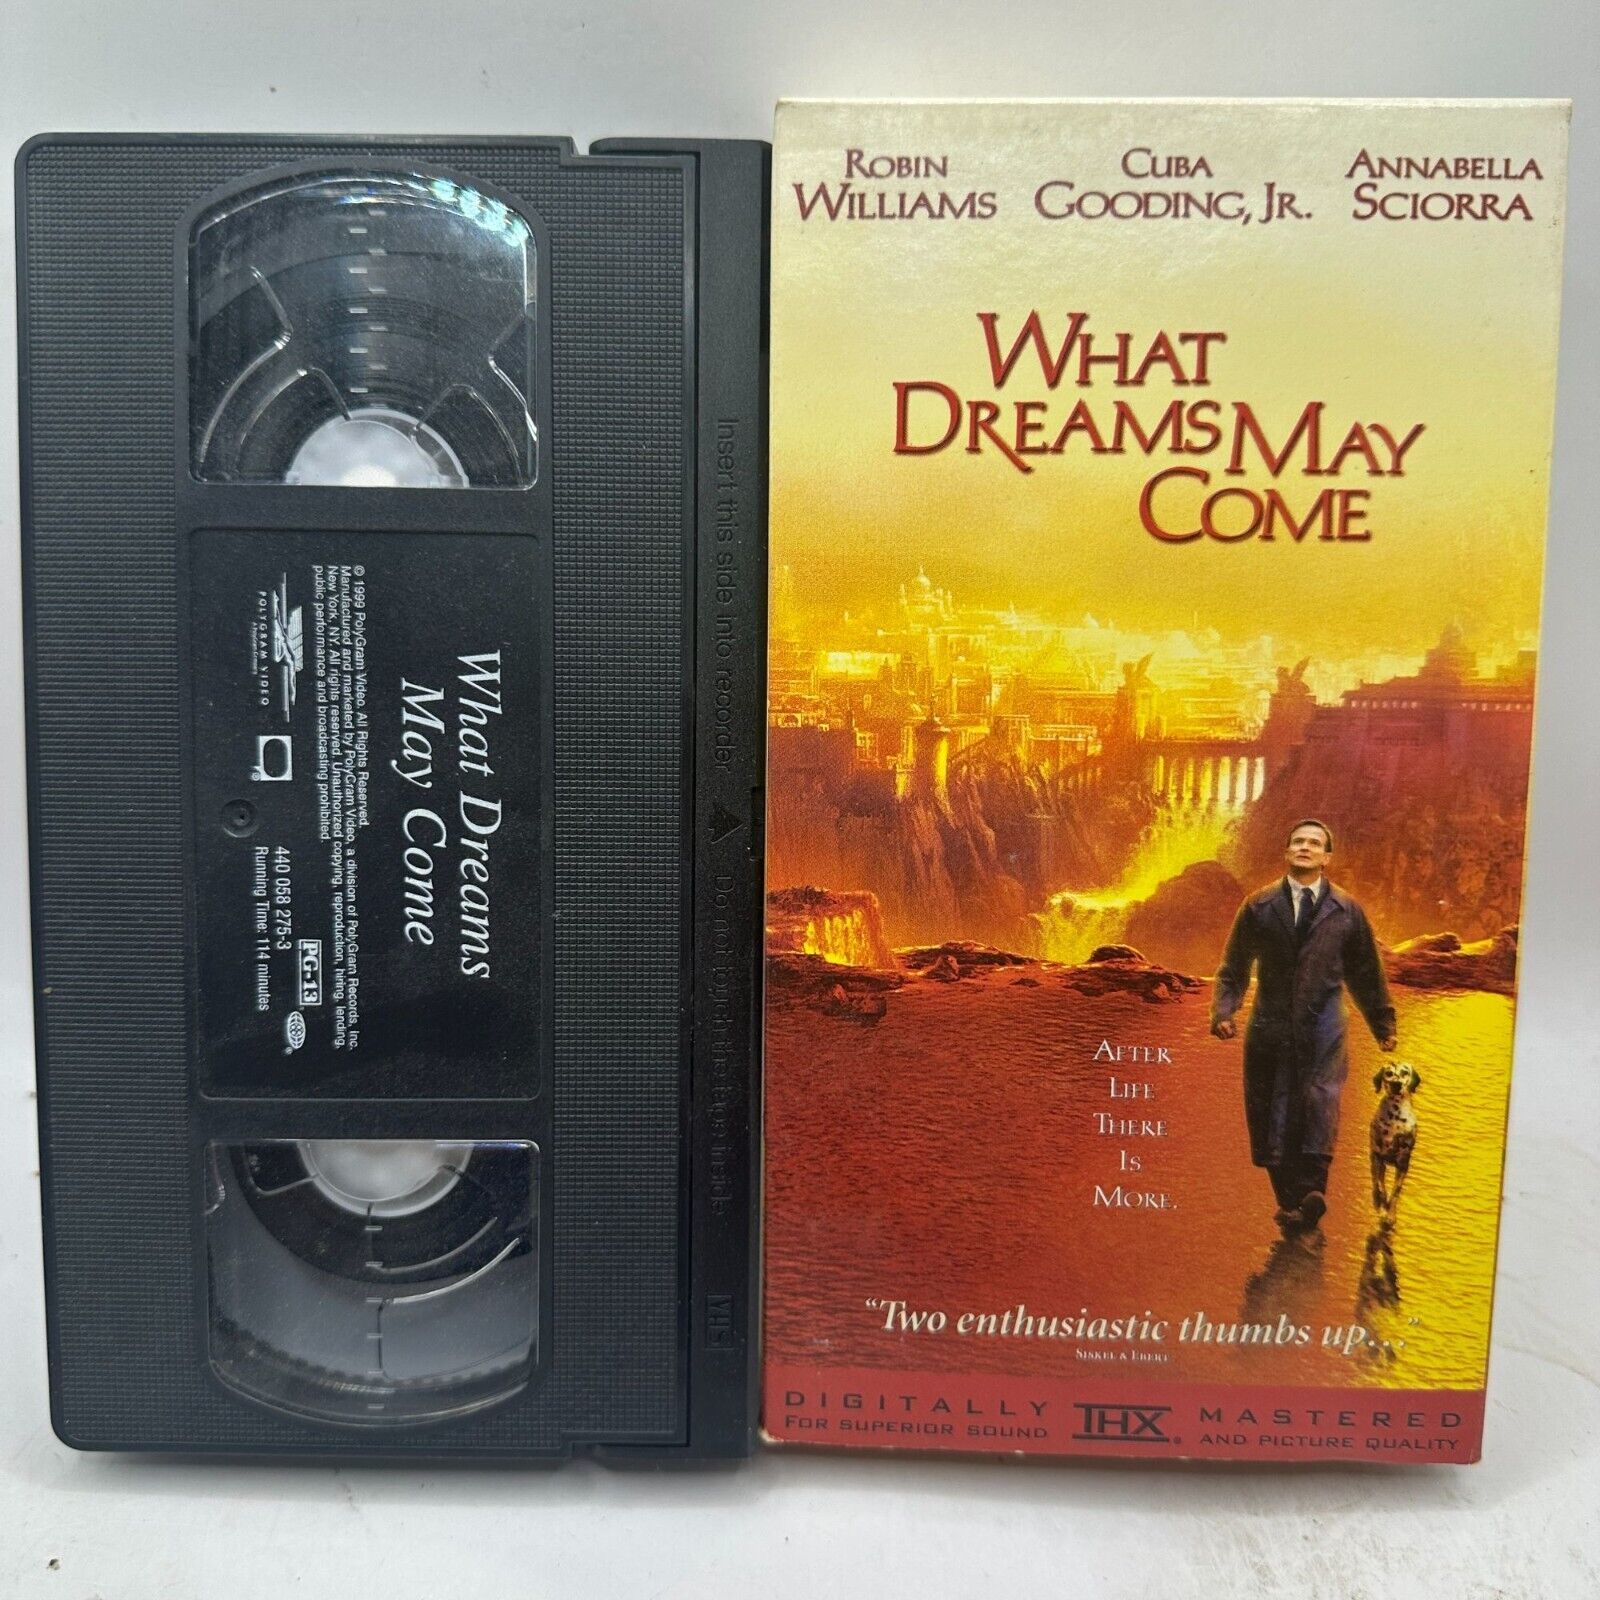 Insert this side into recorder
Do not touch the tape inside
VHS
What Dreams
May Come
© 1999 PolyGram Video. All Rights Reserved.
Manufactured and marketed by PolyGram Video, a division of PolyGram Records, Inc.
New York, NY. All rights reserved. Unauthorized copying, reproduction, hiring, lending,
public performance and broadcasting prohibited.
POLYGRAM VIDEO
PG-13
440 058 275-3
Running Time: 114 minutes
ROBIN
WILLIAMS
CUBA
GOODING, JR.
ANNABELLA
SCIORRA
WHAT
DREAMS MAY
COME
AFTER
LIFE
THERE
IS
MORE.
“Two enthusiastic thumbs up...”
SISKEL & EBERT
DIGITALLY THX MASTERED
FOR SUPERIOR SOUND AND PICTURE QUALITY